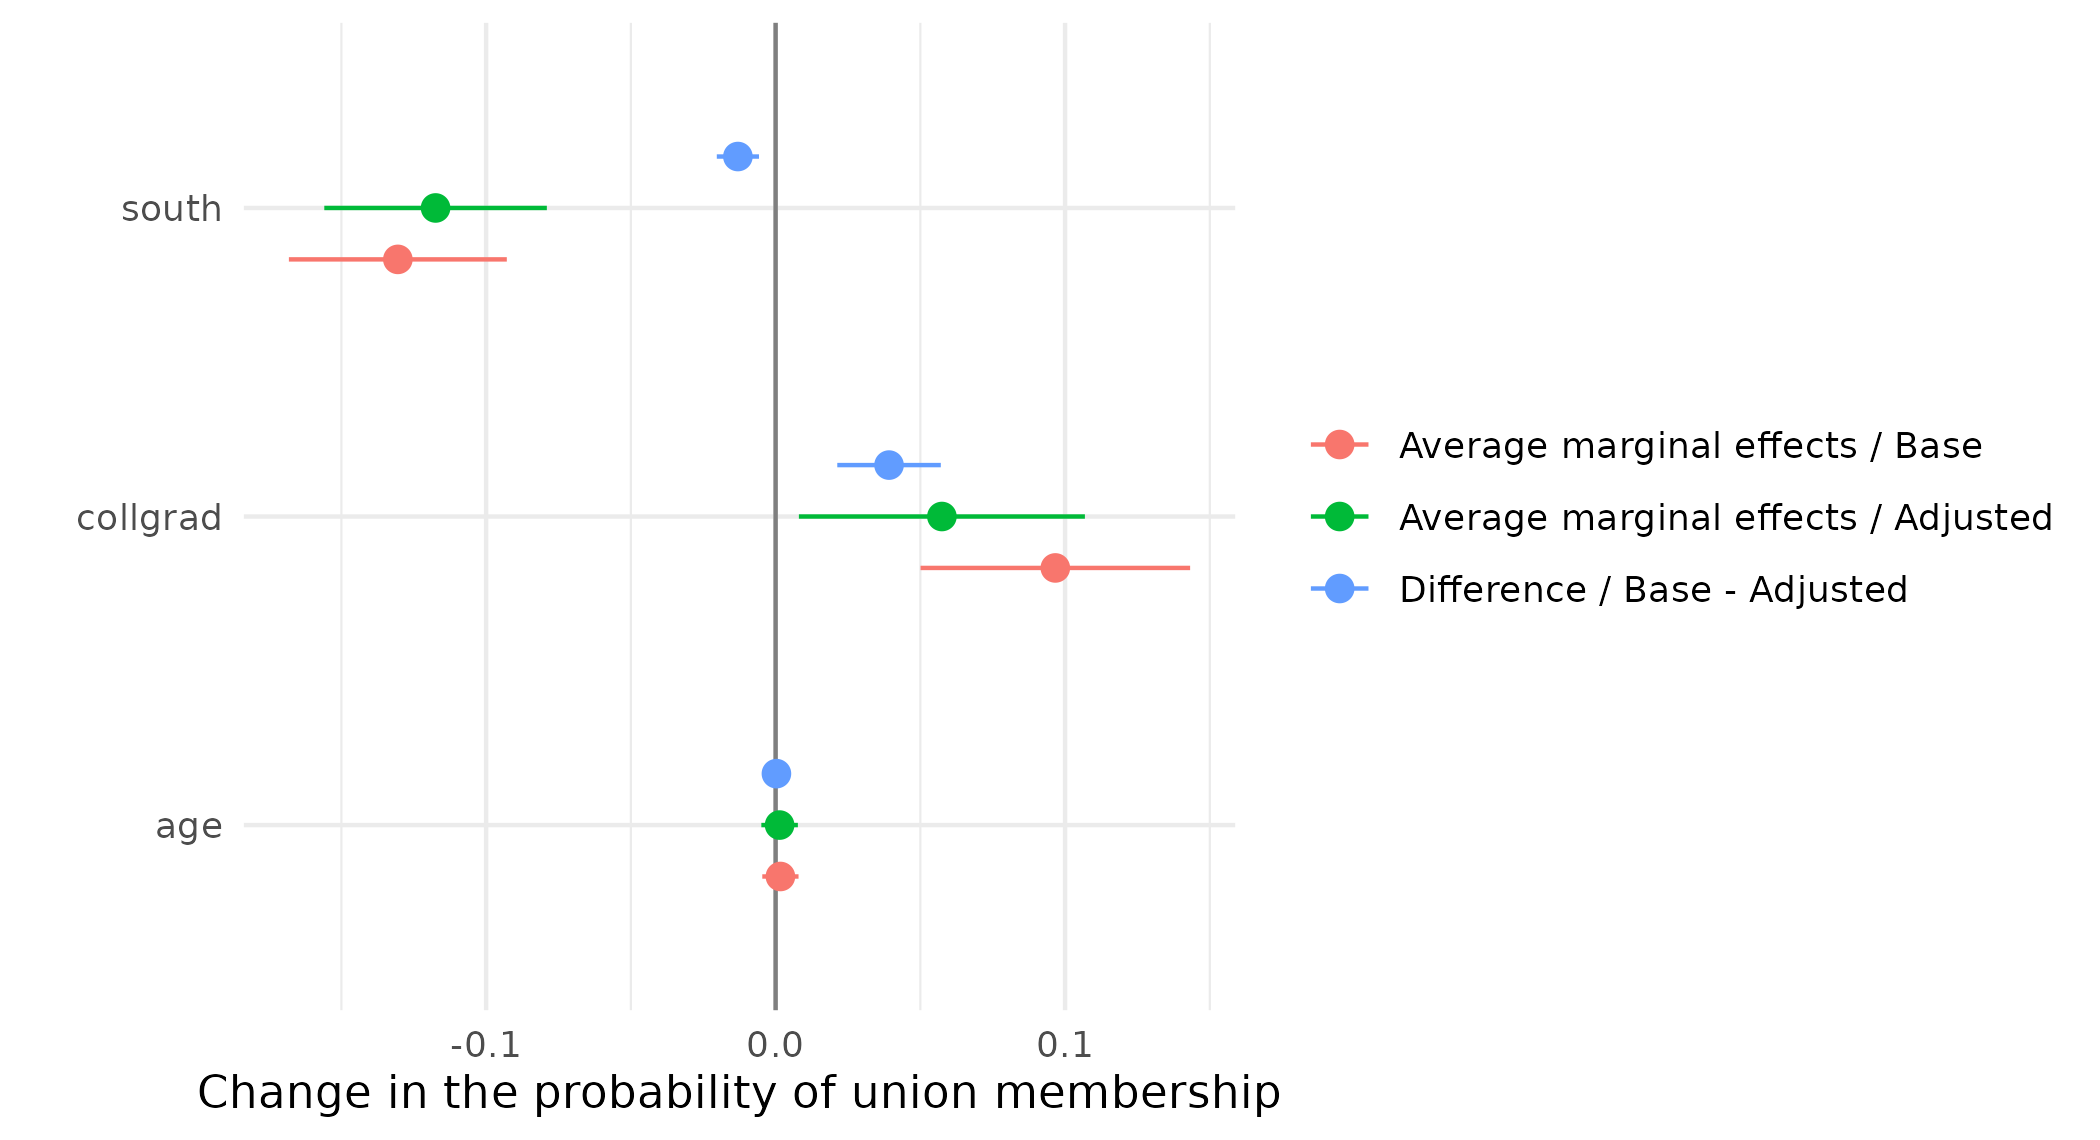 south
collgrad
age
-0.1
0.0
0.1
Change in the probability of union membership
Average marginal effects / Base
Average marginal effects / Adjusted
Difference / Base - Adjusted